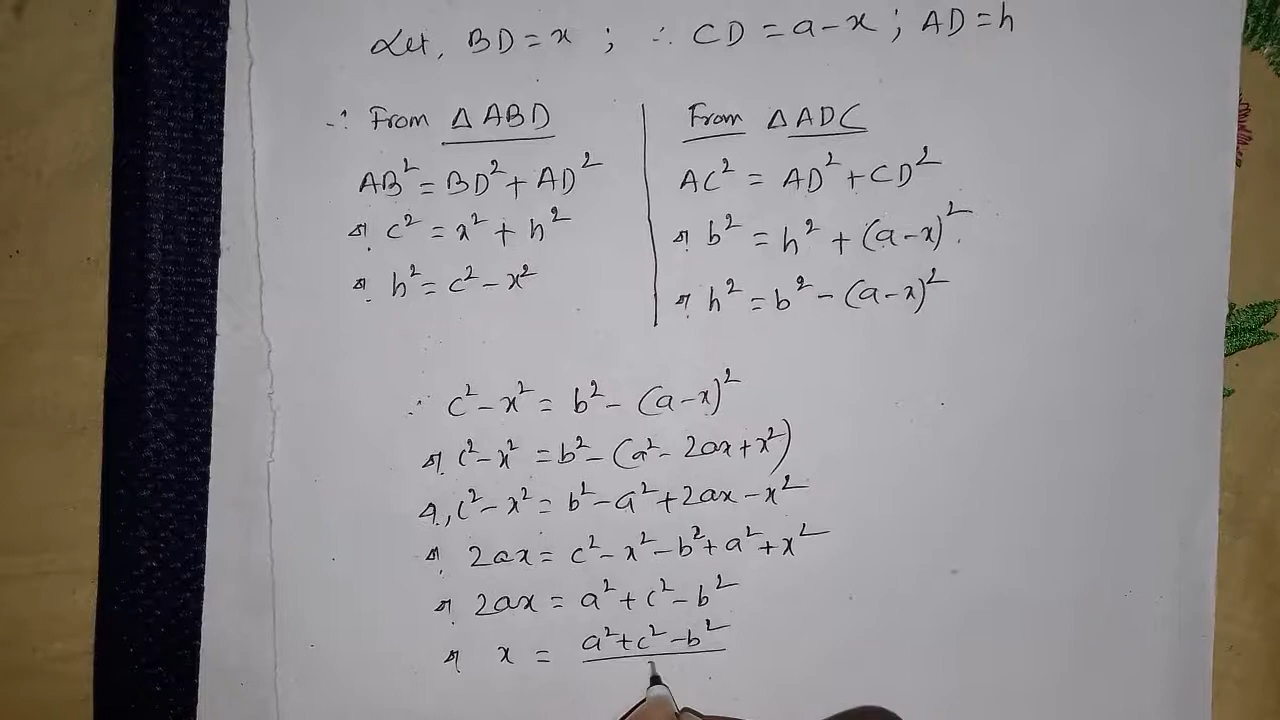 Let, BD = x ; ∴ CD = a-x ; AD = h
∴ From △ABD
AB² = BD² + AD²
বা, c² = x² + h²
বা, h² = c² - x²
From △ADC
AC² = AD² + CD²
বা, b² = h² + (a-x)².
বা, h² = b² - (a-x)²
∴ c² - x² = b² - (a-x)²
বা, c² - x² = b² - (a² - 2ax + x²)
বা, c² - x² = b² - a² + 2ax - x²
বা, 2ax = c² - x² - b² + a² + x²
বা, 2ax = a² + c² - b²
বা, x = a² + c² - b²